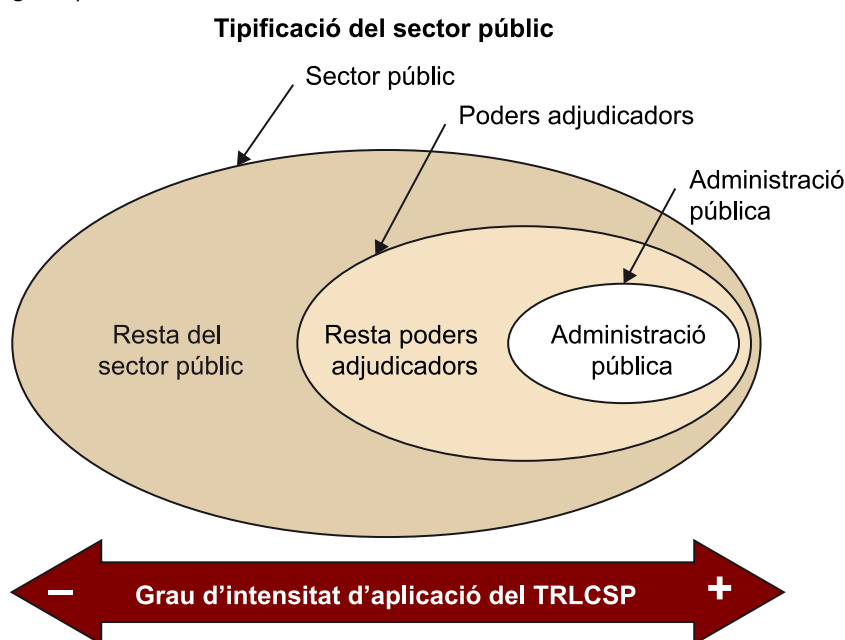 Tipificació del sector públic
Sector públic
Poders adjudicadors
Administració
pública
Resta del
sector públic
Resta poders
adjudicadors
Administració
pública
– Grau d’intensitat d’aplicació del TRLCSP +